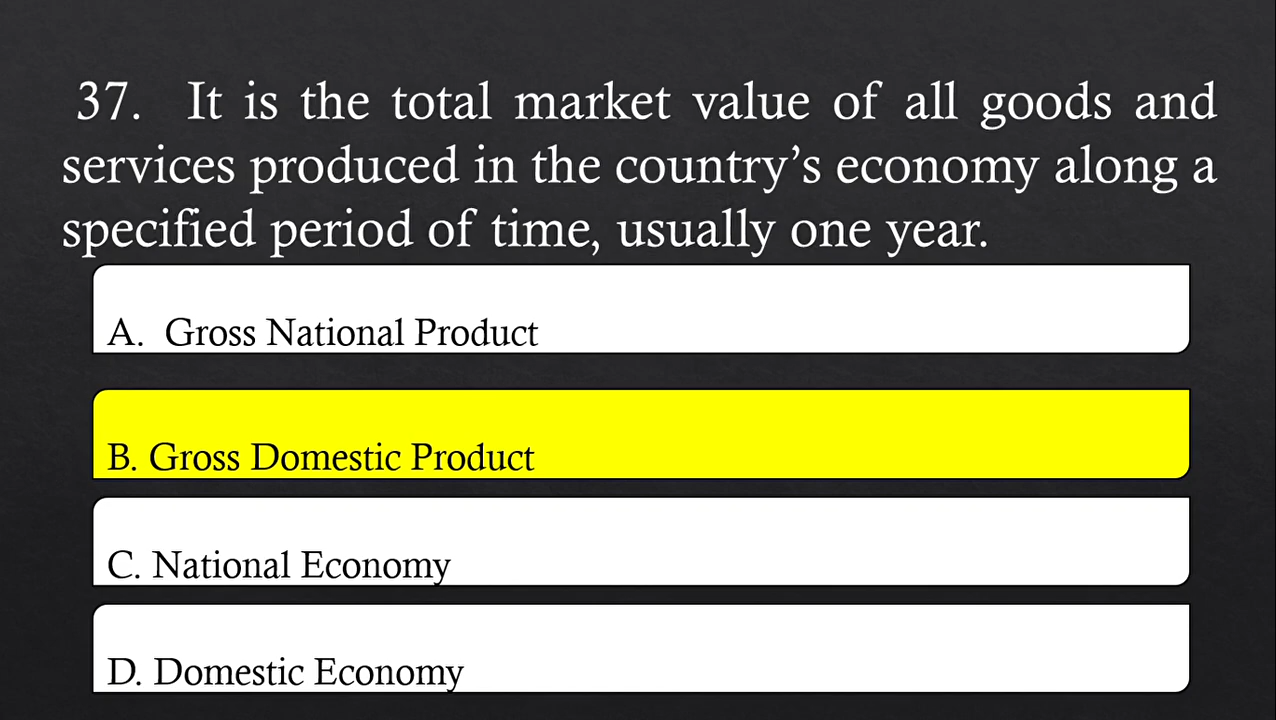 37. It is the total market value of all goods and
services produced in the country’s economy along a
specified period of time, usually one year.
A. Gross National Product
B. Gross Domestic Product
C. National Economy
D. Domestic Economy